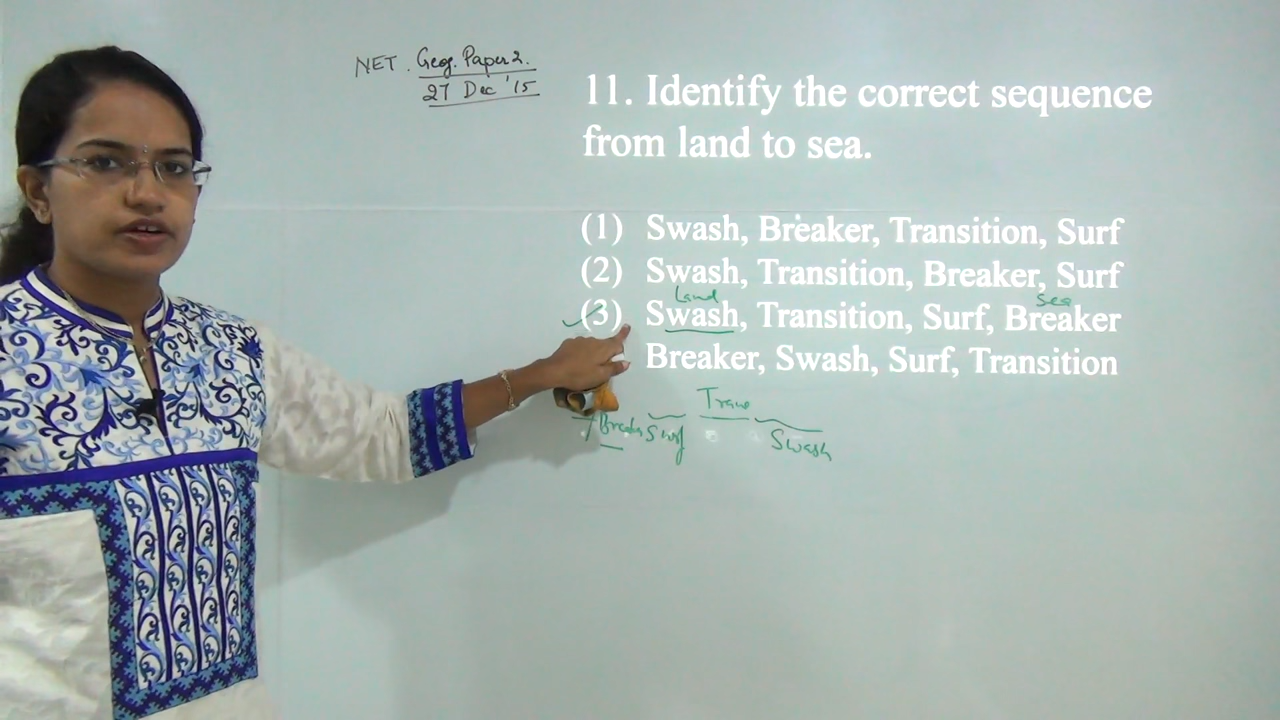 NET. Geog. Paper 2.
27 Dec '15
11. Identify the correct sequence
from land to sea.
(1) Swash, Breaker, Transition, Surf
(2) Swash, Transition, Breaker, Surf
Land Sea
(3) Swash, Transition, Surf, Breaker
Breaker, Swash, Surf, Transition
Trans
Breaker Surf
Swash